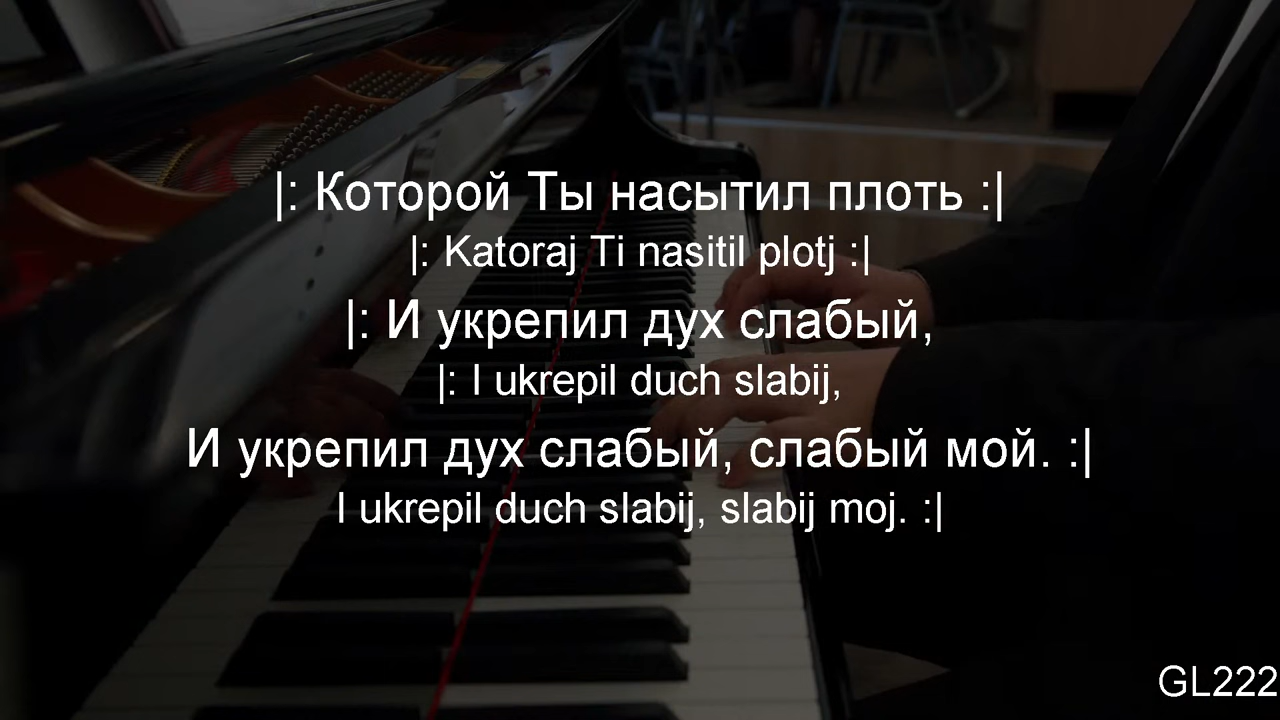 |: Которой Ты насытил плоть :|
|: Katoraj Ti nasitil plotj :|
|: И укрепил дух слабый,
|: I ukrepil duch slabij,
И укрепил дух слабый, слабый мой. :|
I ukrepil duch slabij, slabij moj. :|
GL222